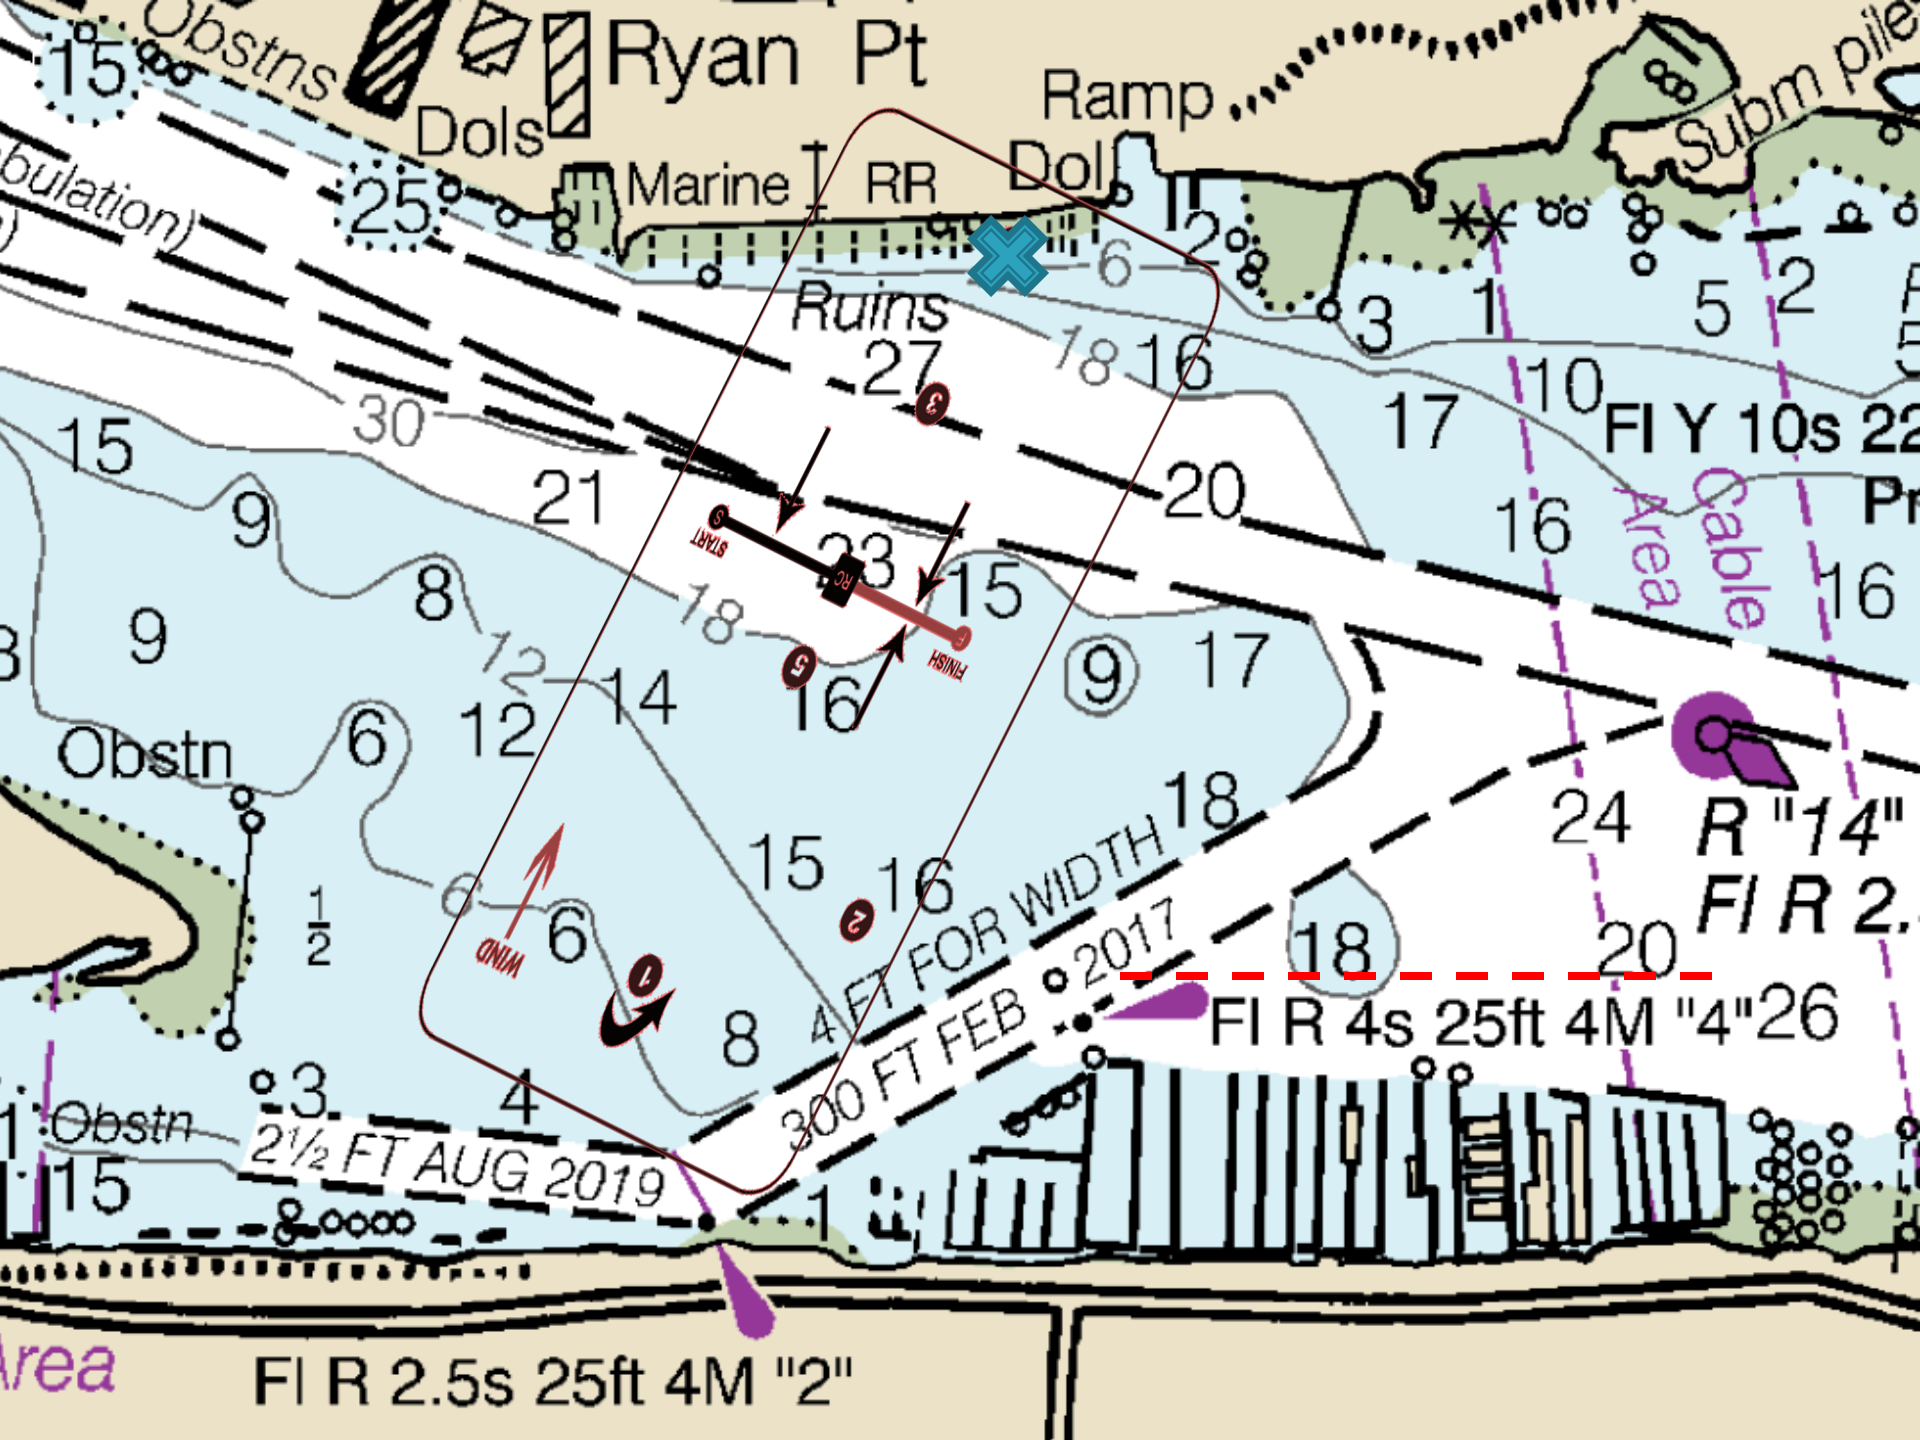 Obstns
Ryan Pt
Dols
Ramp
Subm pile
15
25
bulation)
Marine
RR
Dol
2
6
Ruins
27
18
16
3
1
5
2
10
17
Fl Y 10s 22
30
15
21
20
Cable
Area
16
16
9
8
9
23
15
18
3
START
RC
FINISH
5
12
14
16
9
17
Obstn
6
12
18
24
R "14"
Fl R 2.
15
16
2
6
6
WIND
1/2
1
8
4 FT FOR WIDTH
300 FT FEB 2017
18
20
26
Fl R 4s 25ft 4M "4"
3
4
Obstn
2½ FT AUG 2019
15
1
Area
Fl R 2.5s 25ft 4M "2"